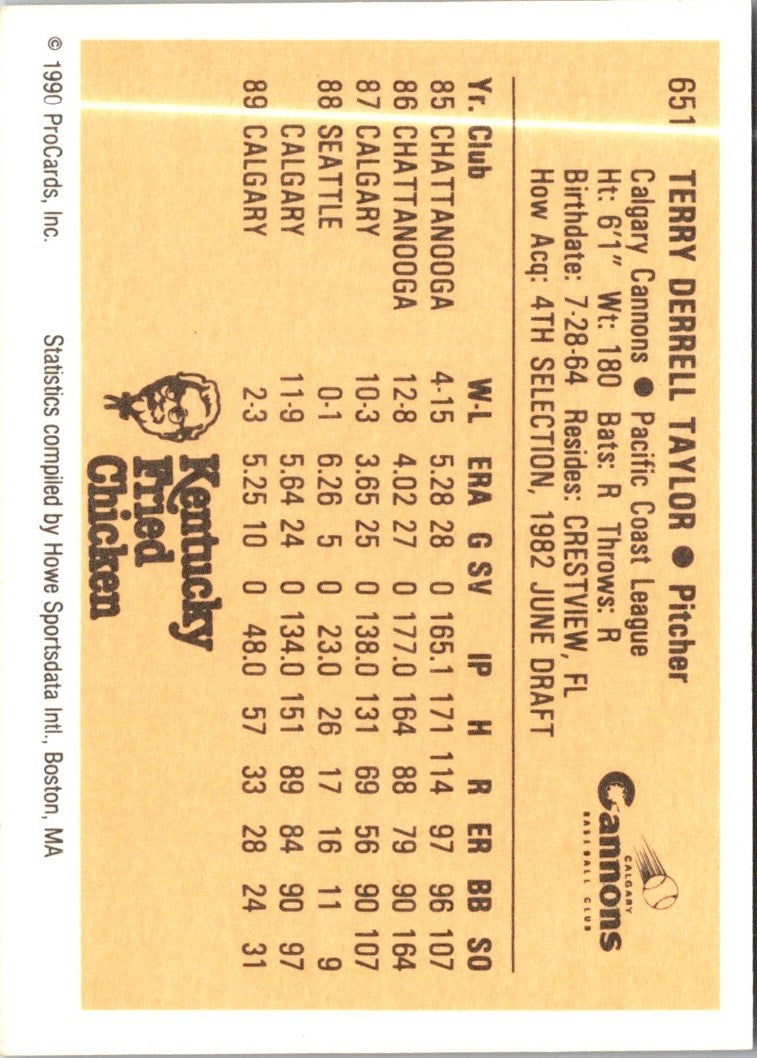 651 TERRY DERRELL TAYLOR ● Pitcher
Calgary Cannons ● Pacific Coast League
Ht: 6'1" Wt: 180 Bats: R Throws: R
Birthdate: 7-28-64 Resides: CRESTVIEW, FL
How Acq: 4TH SELECTION, 1982 JUNE DRAFT
CALGARY
Cannons
BASEBALL CLUB
Yr. Club W-L ERA G SV IP H R ER BB SO
85 CHATTANOOGA 4-15 5.28 28 0 165.1 171 114 97 96 107
86 CHATTANOOGA 12-8 4.02 27 0 177.0 164 88 79 90 164
87 CALGARY 10-3 3.65 25 0 138.0 131 69 56 90 107
88 SEATTLE 0-1 6.26 5 0 23.0 26 17 16 11 9
CALGARY 11-9 5.64 24 0 134.0 151 89 84 90 97
89 CALGARY 2-3 5.25 10 0 48.0 57 33 28 24 31
Kentucky
Fried
Chicken
© 1990 ProCards, Inc. Statistics compiled by Howe Sportsdata Intl., Boston, MA